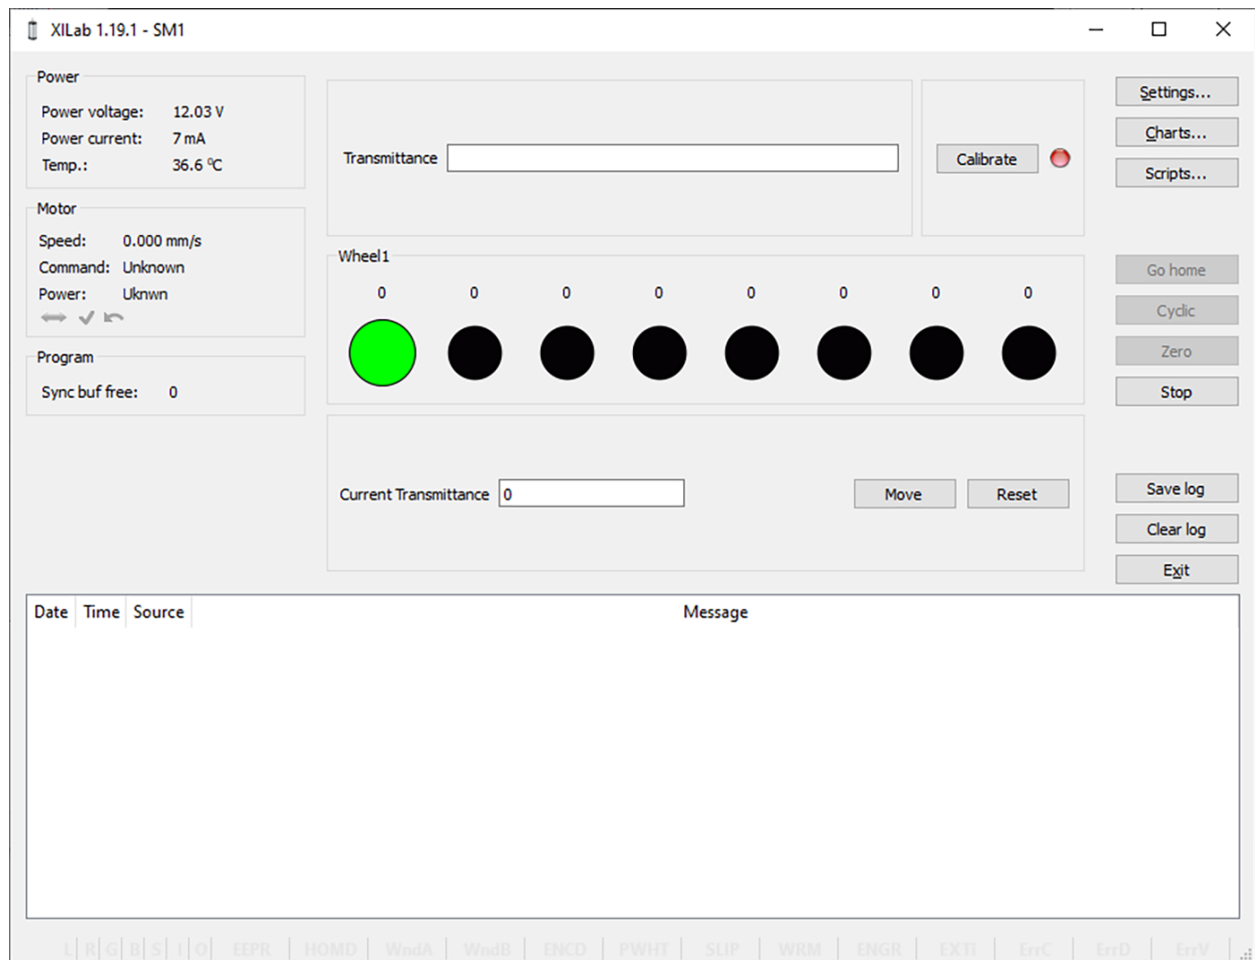 XILab 1.19.1 - SM1
Power
Power voltage: 12.03 V
Power current: 7 mA
Temp.: 36.6 ⁰C
Motor
Speed: 0.000 mm/s
Command: Unknown
Power: Uknwn
Program
Sync buf free: 0
Transmittance
Calibrate
Wheel1
0 0 0 0 0 0 0 0
Current Transmittance 0
Move Reset
Settings...
Charts...
Scripts...
Go home
Cyclic
Zero
Stop
Save log
Clear log
Exit
Date Time Source Message
L R G B S I O EEPR HOMD WndA WndB ENCD PWHT SLIP WRM ENGR EXTi ErrC ErrD ErrV